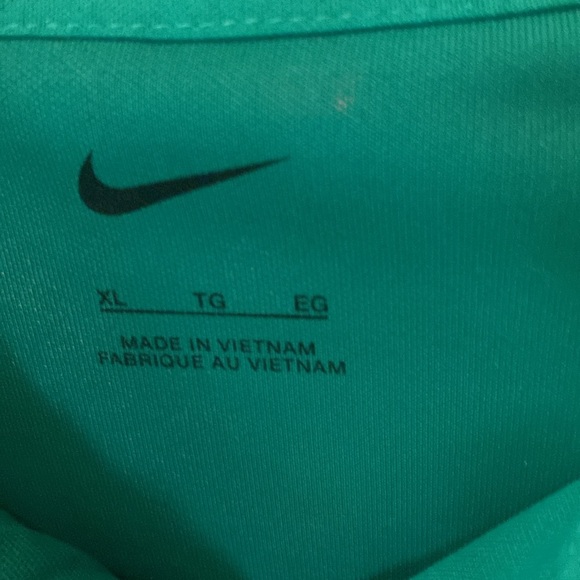 XL TG EG
MADE IN VIETNAM
FABRIQUE AU VIETNAM